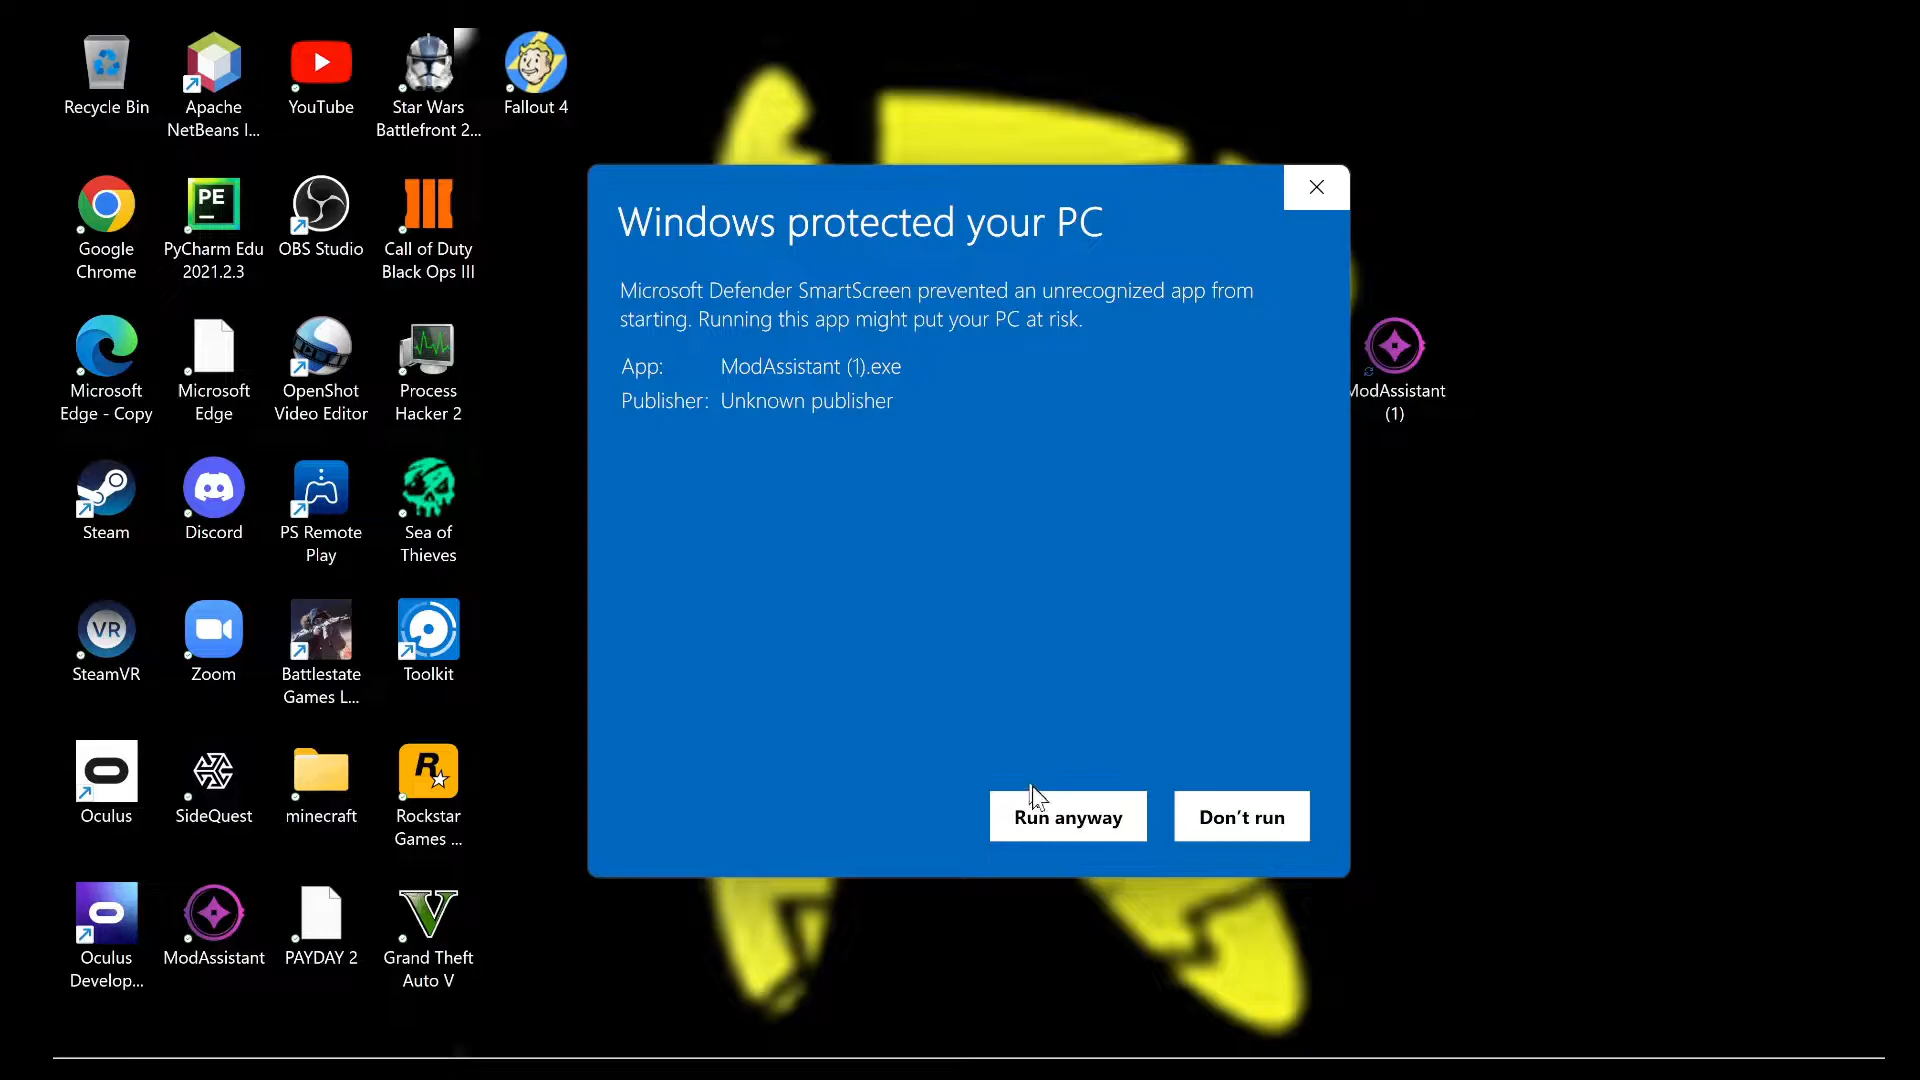 Recycle Bin
Apache
NetBeans I...
YouTube
Star Wars
Battlefront 2...
Fallout 4
Google
Chrome
PE
PyCharm Edu
2021.2.3
OBS Studio
Call of Duty
Black Ops III
Microsoft
Edge - Copy
Microsoft
Edge
OpenShot
Video Editor
Process
Hacker 2
Steam
Discord
PS Remote
Play
Sea of
Thieves
VR
SteamVR
Zoom
Battlestate
Games L...
Toolkit
Oculus
SideQuest
minecraft
R
Rockstar
Games ...
Oculus
Develop...
ModAssistant
PAYDAY 2
V
Grand Theft
Auto V
Windows protected your PC
Microsoft Defender SmartScreen prevented an unrecognized app from
starting. Running this app might put your PC at risk.
App: ModAssistant (1).exe
Publisher: Unknown publisher
Run anyway
Don't run
ModAssistant
(1)